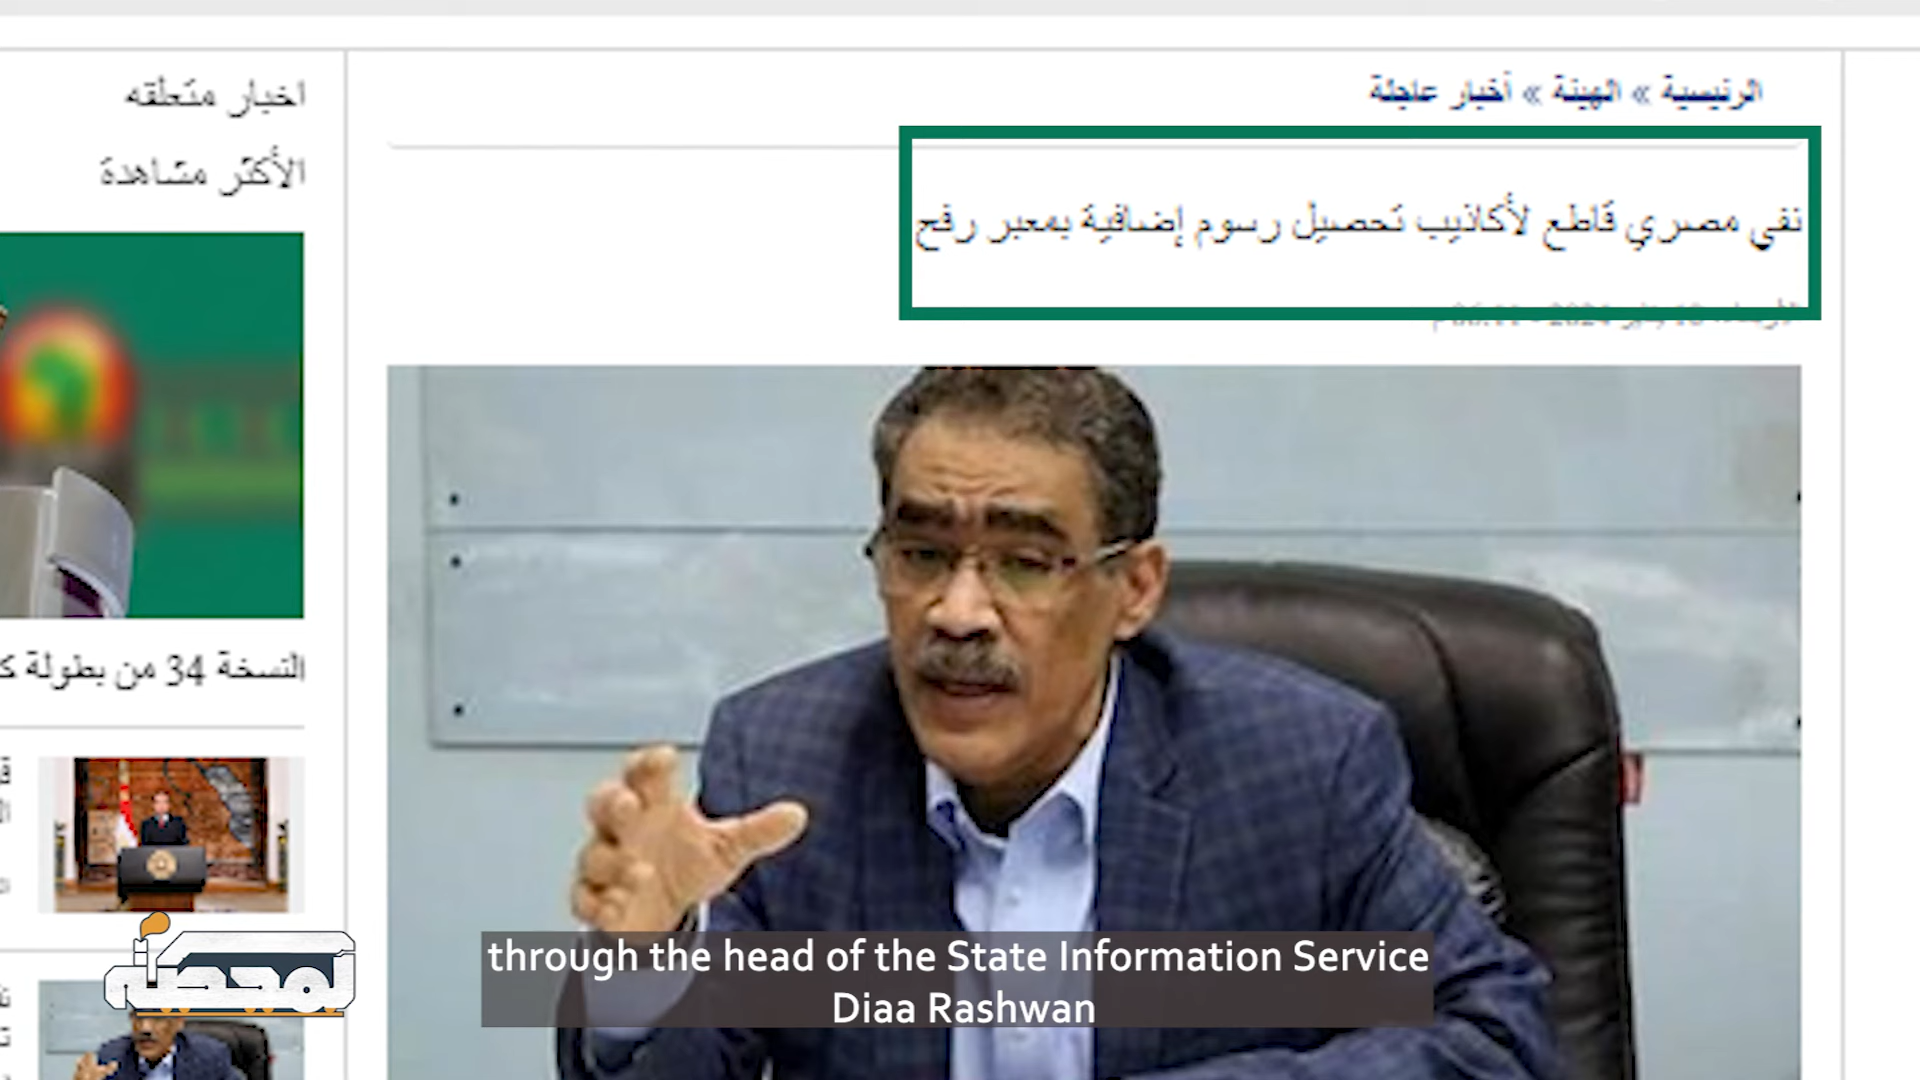 الرئيسية » الهيئة » أخبار عاجلة
نفي مصري قاطع لأكاذيب تحصيل رسوم إضافية بمعبر رفح
اخبار متعلقه
الأكثر مشاهدة
النسخة 34 من بطولة
through the head of the State Information Service
Diaa Rashwan